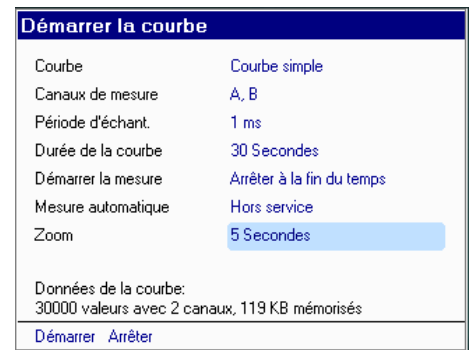 Démarrer la courbe
Courbe Courbe simple
Canaux de mesure A, B
Période d'échant. 1 ms
Durée de la courbe 30 Secondes
Démarrer la mesure Arrêter à la fin du temps
Mesure automatique Hors service
Zoom 5 Secondes
Données de la courbe:
30000 valeurs avec 2 canaux, 119 KB mémorisés
Démarrer Arrêter